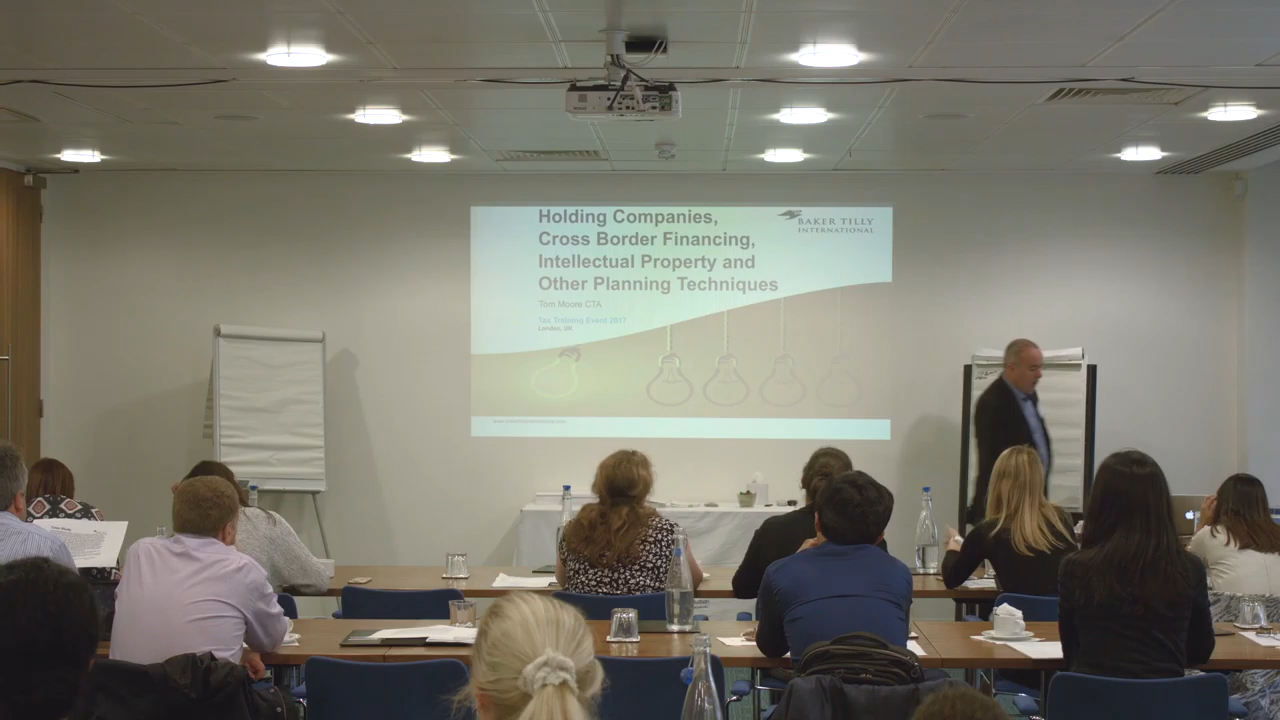 Holding Companies,
Cross Border Financing,
Intellectual Property and
Other Planning Techniques
BAKER TILLY
INTERNATIONAL
Tom Moore CTA
Tax Training Event 2017
London, UK